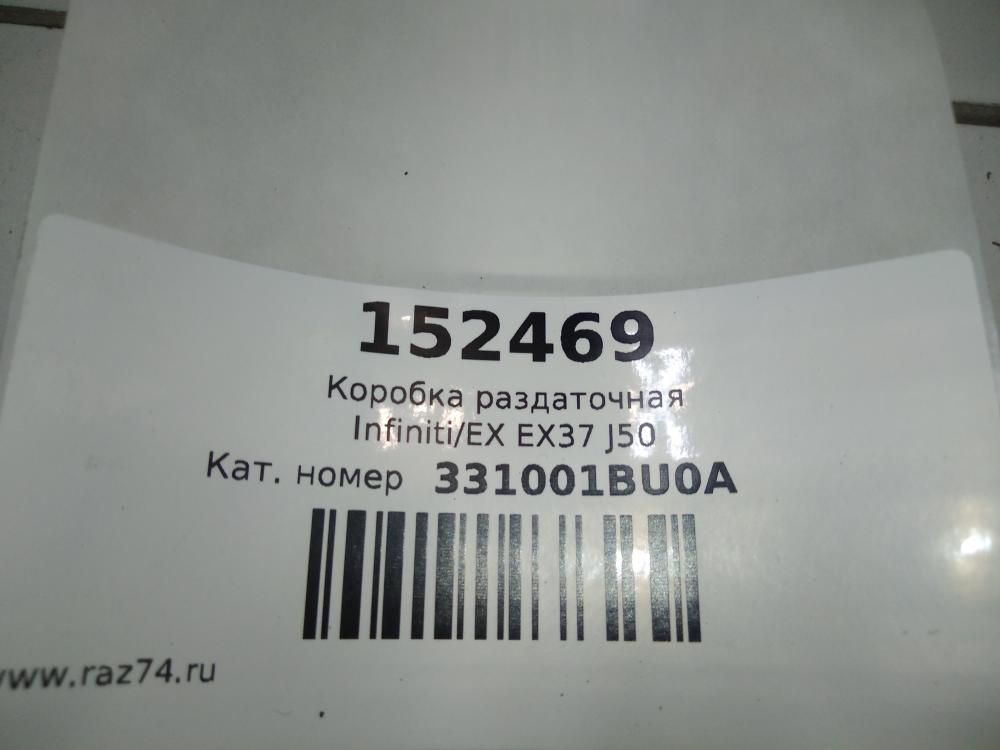 152469
Коробка раздаточная
Infiniti/EX EX37 J50
Кат. номер 331001BU0A
www.raz74.ru